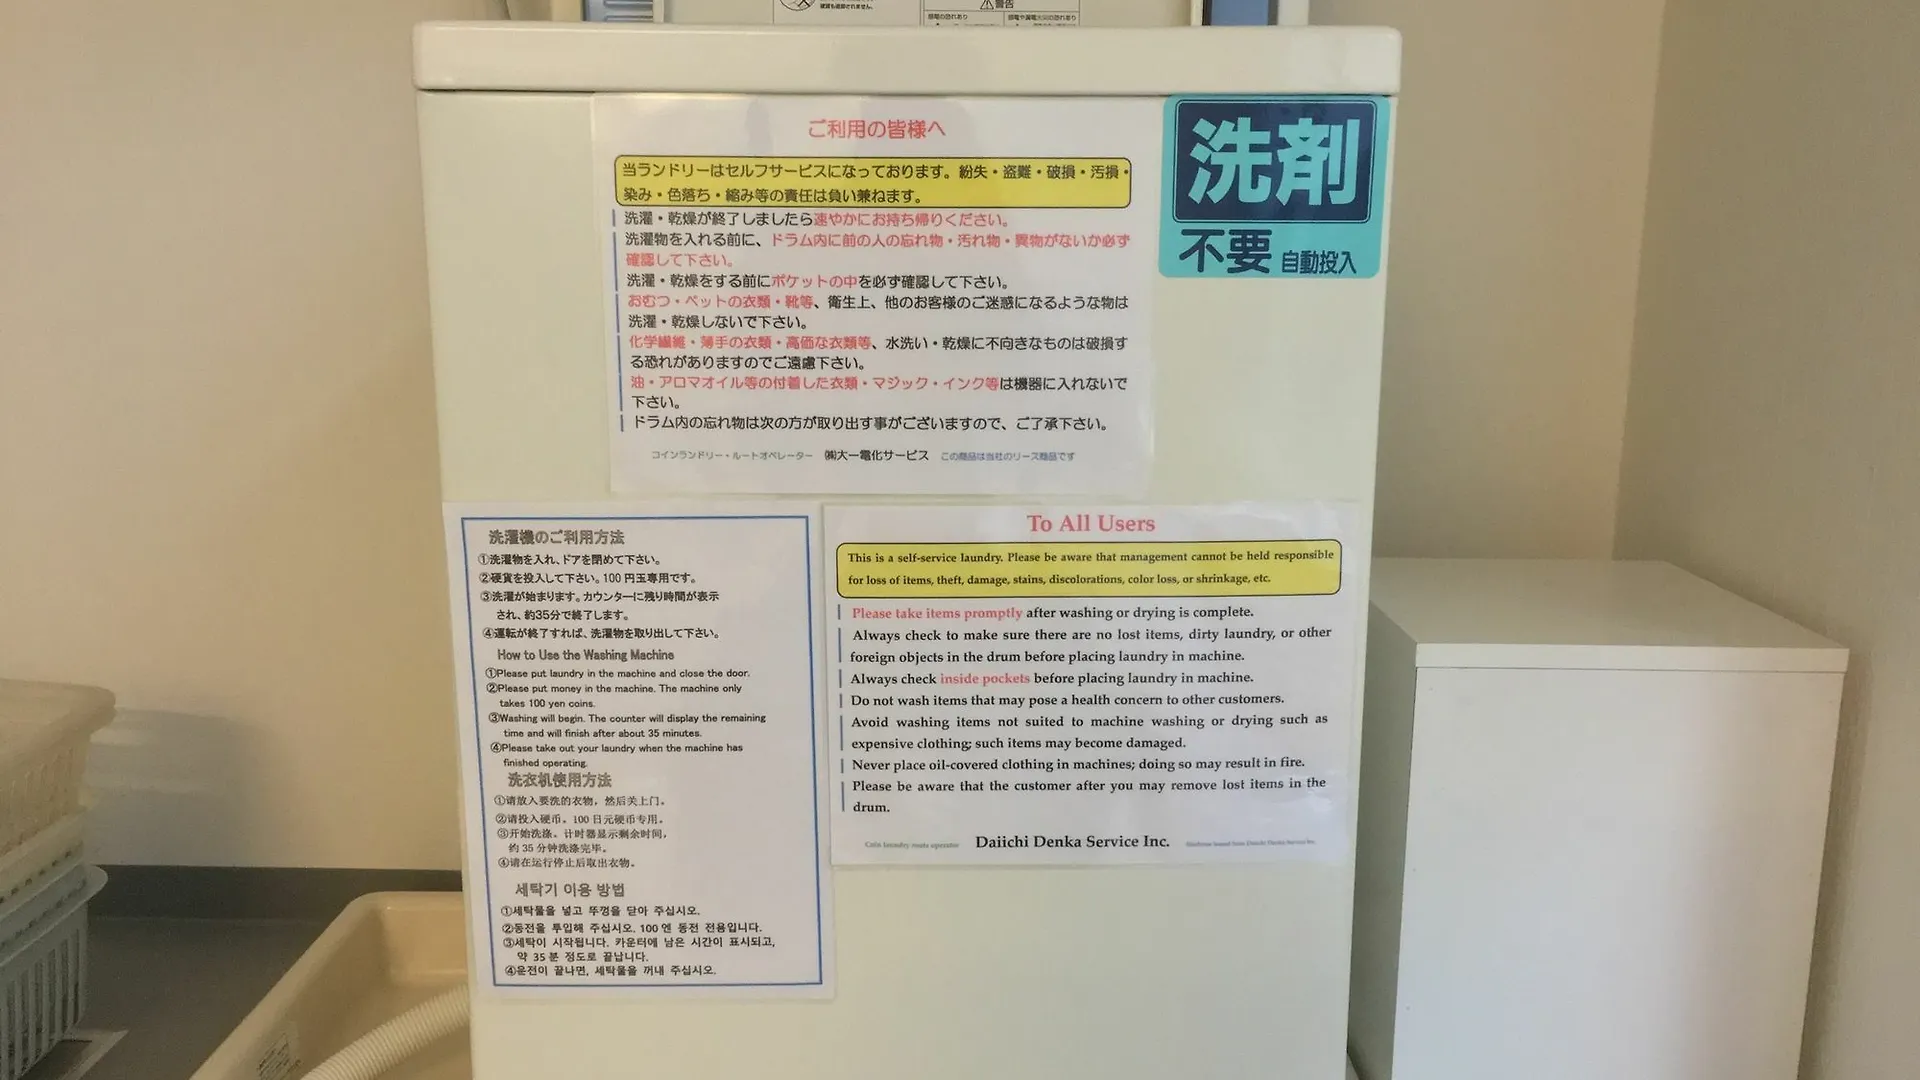 警告
感電の恐れあり
感電や漏電火災の恐れあり
ご利用の皆様へ
当ランドリーはセルフサービスになっております。紛失・盗難・破損・汚損・
染み・色落ち・縮み等の責任は負い兼ねます。
洗濯・乾燥が終了しましたら速やかにお持ち帰りください。
洗濯物を入れる前に、ドラム内に前の人の忘れ物・汚れ物・異物がないか必ず
確認して下さい。
洗濯・乾燥をする前にポケットの中を必ず確認して下さい。
おむつ・ペットの衣類・靴等、衛生上、他のお客様のご迷惑になるような物は
洗濯・乾燥しないで下さい。
化学繊維・薄手の衣類・高価な衣類等、水洗い・乾燥に不向きなものは破損す
る恐れがありますのでご遠慮下さい。
油・アロマオイル等の付着した衣類・マジック・インク等は機器に入れないで
下さい。
ドラム内の忘れ物は次の方が取り出す事がございますので、ご了承下さい。
コインランドリー・ルートオペレーター ㈱大一電化サービス この商品は当社のリース商品です
洗剤
不要 自動投入
洗濯機のご利用方法
①洗濯物を入れ、ドアを閉めて下さい。
②硬貨を投入して下さい。100円玉専用です。
③洗濯が始まります。カウンターに残り時間が表示
され、約35分で終了します。
④運転が終了すれば、洗濯物を取り出して下さい。
How to Use the Washing Machine
①Please put laundry in the machine and close the door.
②Please put money in the machine. The machine only
takes 100 yen coins.
③Washing will begin. The counter will display the remaining
time and will finish after about 35 minutes.
④Please take out your laundry when the machine has
finished operating.
洗衣机使用方法
①请放入要洗的衣物，然后关上门。
②请投入硬币。100日元硬币专用。
③开始洗涤。计时器显示剩余时间，
约35分钟洗涤完毕。
④请在运行停止后取出衣物。
세탁기 이용 방법
①세탁물을 넣고 뚜껑을 닫아 주십시오.
②동전을 투입해 주십시오. 100엔 동전 전용입니다.
③세탁이 시작됩니다. 카운터에 남은 시간이 표시되고,
약 35분 정도로 끝납니다.
④운전이 끝나면, 세탁물을 꺼내 주십시오.
To All Users
This is a self-service laundry. Please be aware that management cannot be held responsible
for loss of items, theft, damage, stains, discolorations, color loss, or shrinkage, etc.
Please take items promptly after washing or drying is complete.
Always check to make sure there are no lost items, dirty laundry, or other
foreign objects in the drum before placing laundry in machine.
Always check inside pockets before placing laundry in machine.
Do not wash items that may pose a health concern to other customers.
Avoid washing items not suited to machine washing or drying such as
expensive clothing; such items may become damaged.
Never place oil-covered clothing in machines; doing so may result in fire.
Please be aware that the customer after you may remove lost items in the
drum.
Coin laundry route operator Daiichi Denka Service Inc.